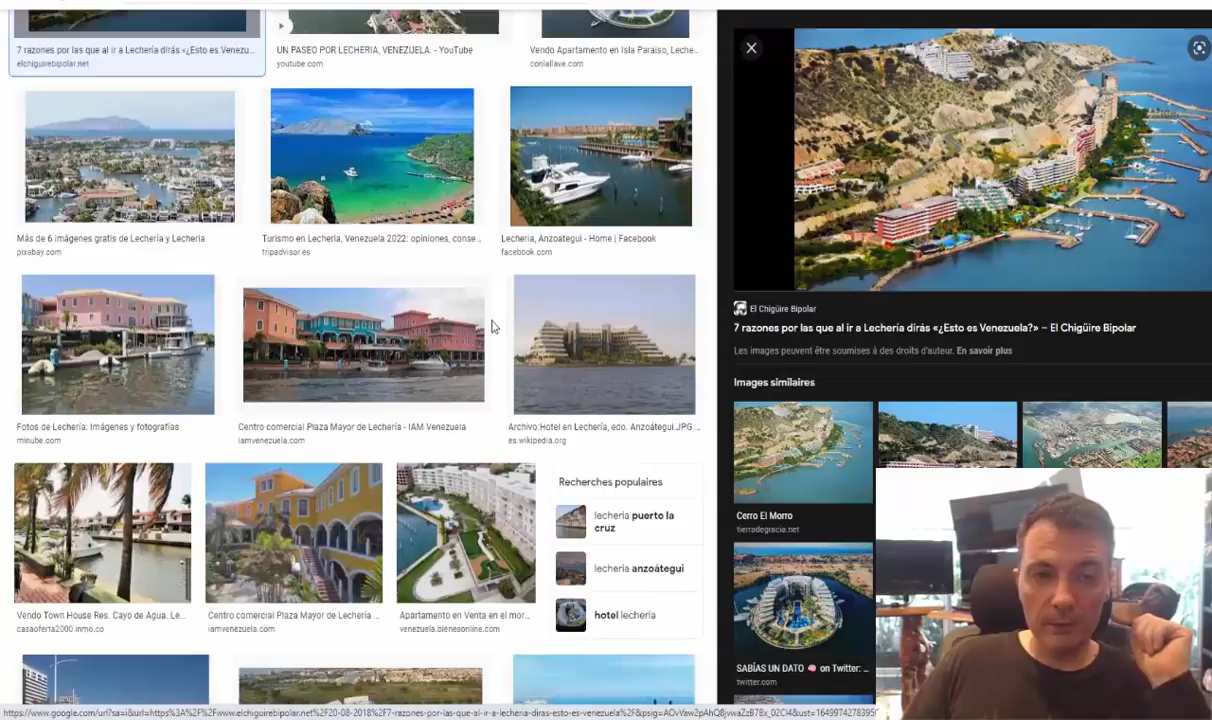 7 razones por las que al ir a Lechería dirás «¿Esto es Venezu...
elchiguirebipolar.net
UN PASEO POR LECHERIA, VENEZUELA. - YouTube
youtube.com
Vendo Apartamento en Isla Paraiso, Leche...
conlallave.com
Más de 6 imágenes gratis de Lechería y Lecheria
pixabay.com
Turismo en Lecheria, Venezuela 2022: opiniones, conse...
tripadvisor.es
Lecheria, Anzoategui - Home | Facebook
facebook.com
Fotos de Lechería: Imágenes y fotografías
minube.com
Centro comercial Plaza Mayor de Lechería - IAM Venezuela
iamvenezuela.com
Archivo:Hotel en Lechería, edo. Anzoátegui.JPG ...
es.wikipedia.org
Vendo Town House Res. Cayo de Agua. Le...
casaoferta2000.inmo.co
Centro comercial Plaza Mayor de Lechería ...
iamvenezuela.com
Apartamento en Venta en el mor...
venezuela.bienesonline.com
Recherches populaires
lechería puerto la
cruz
lechería anzoátegui
hotel lechería
El Chigüire Bipolar
7 razones por las que al ir a Lechería dirás «¿Esto es Venezuela?» – El Chigüire Bipolar
Les images peuvent être soumises à des droits d'auteur. En savoir plus
Images similaires
Cerro El Morro
tierradegracia.net
SABÍAS UN DATO 🧠 on Twitter: ...
twitter.com